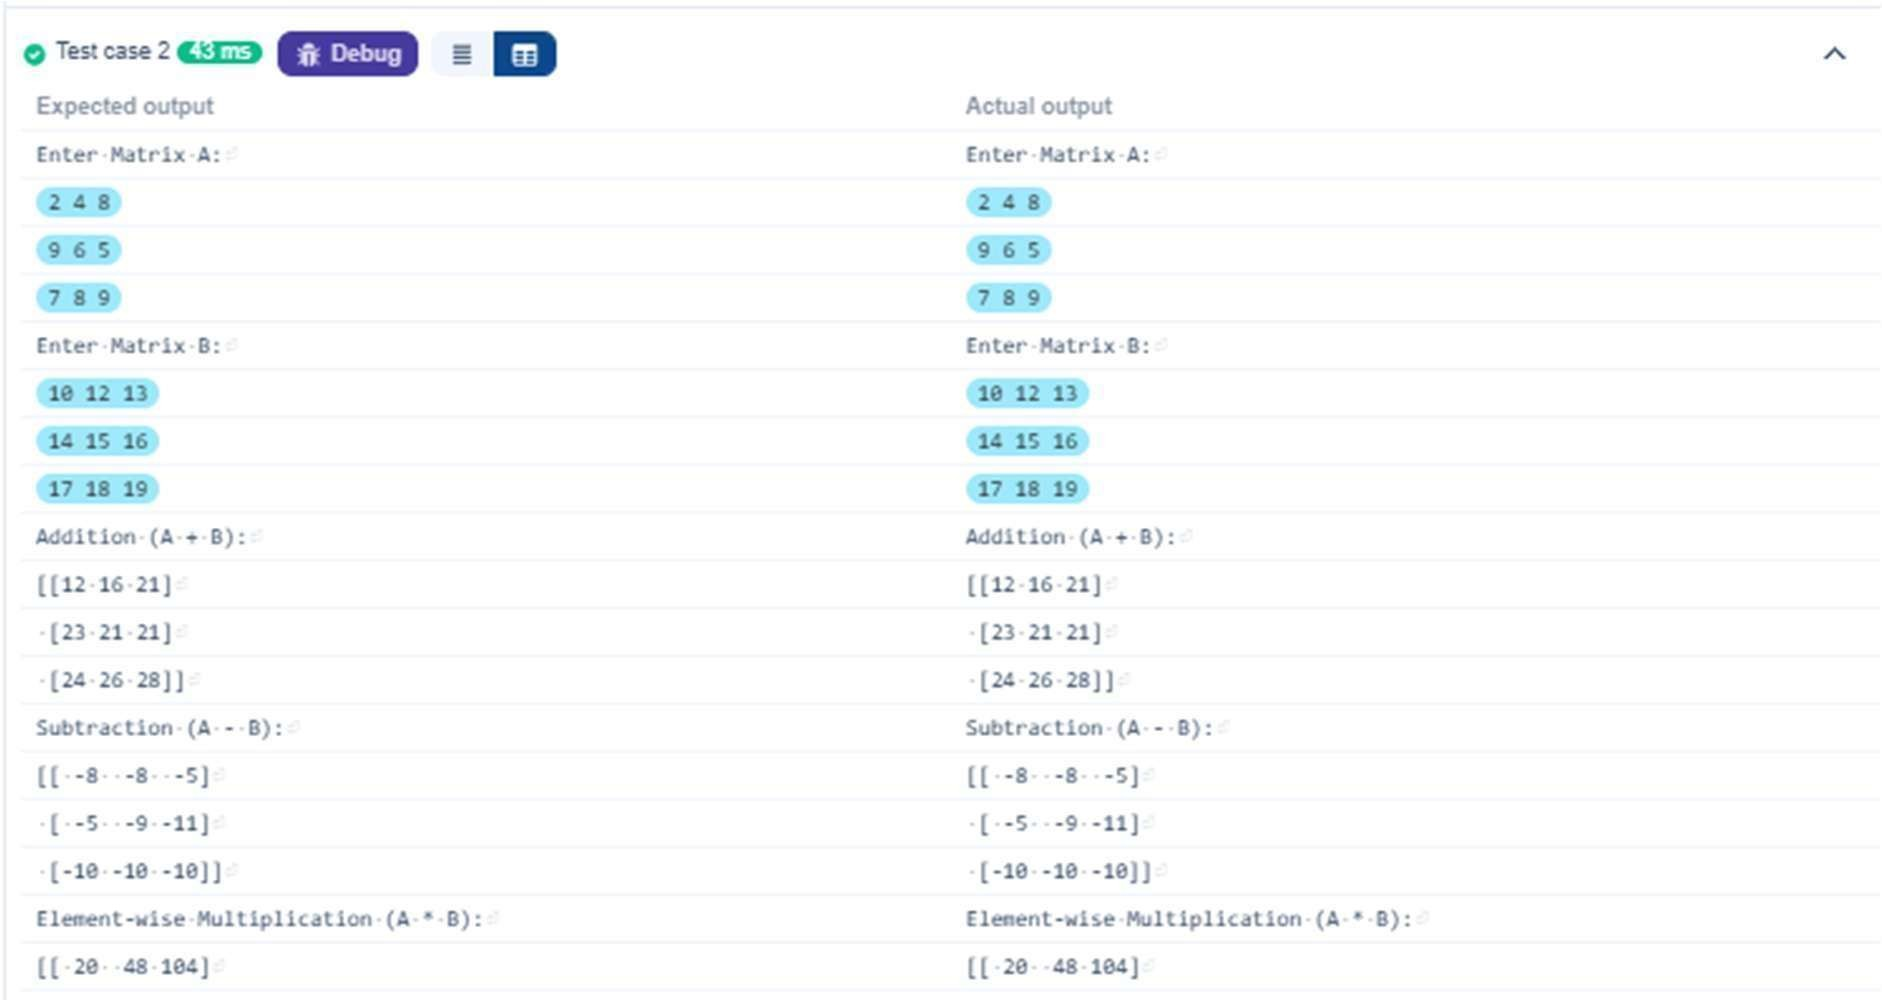 Test case 2 43 ms Debug
Expected output Actual output
Enter·Matrix·A: Enter·Matrix·A:
2 4 8 2 4 8
9 6 5 9 6 5
7 8 9 7 8 9
Enter·Matrix·B: Enter·Matrix·B:
10 12 13 10 12 13
14 15 16 14 15 16
17 18 19 17 18 19
Addition·(A·+·B): Addition·(A·+·B):
[[12·16·21] [[12·16·21]
·[23·21·21] ·[23·21·21]
·[24·26·28]] ·[24·26·28]]
Subtraction·(A·-·B): Subtraction·(A·-·B):
[[·-8··-8··-5] [[·-8··-8··-5]
·[·-5··-9·-11] ·[·-5··-9·-11]
·[-10·-10·-10]] ·[-10·-10·-10]]
Element-wise·Multiplication·(A·*·B): Element-wise·Multiplication·(A·*·B):
[[·20··48·104] [[·20··48·104]